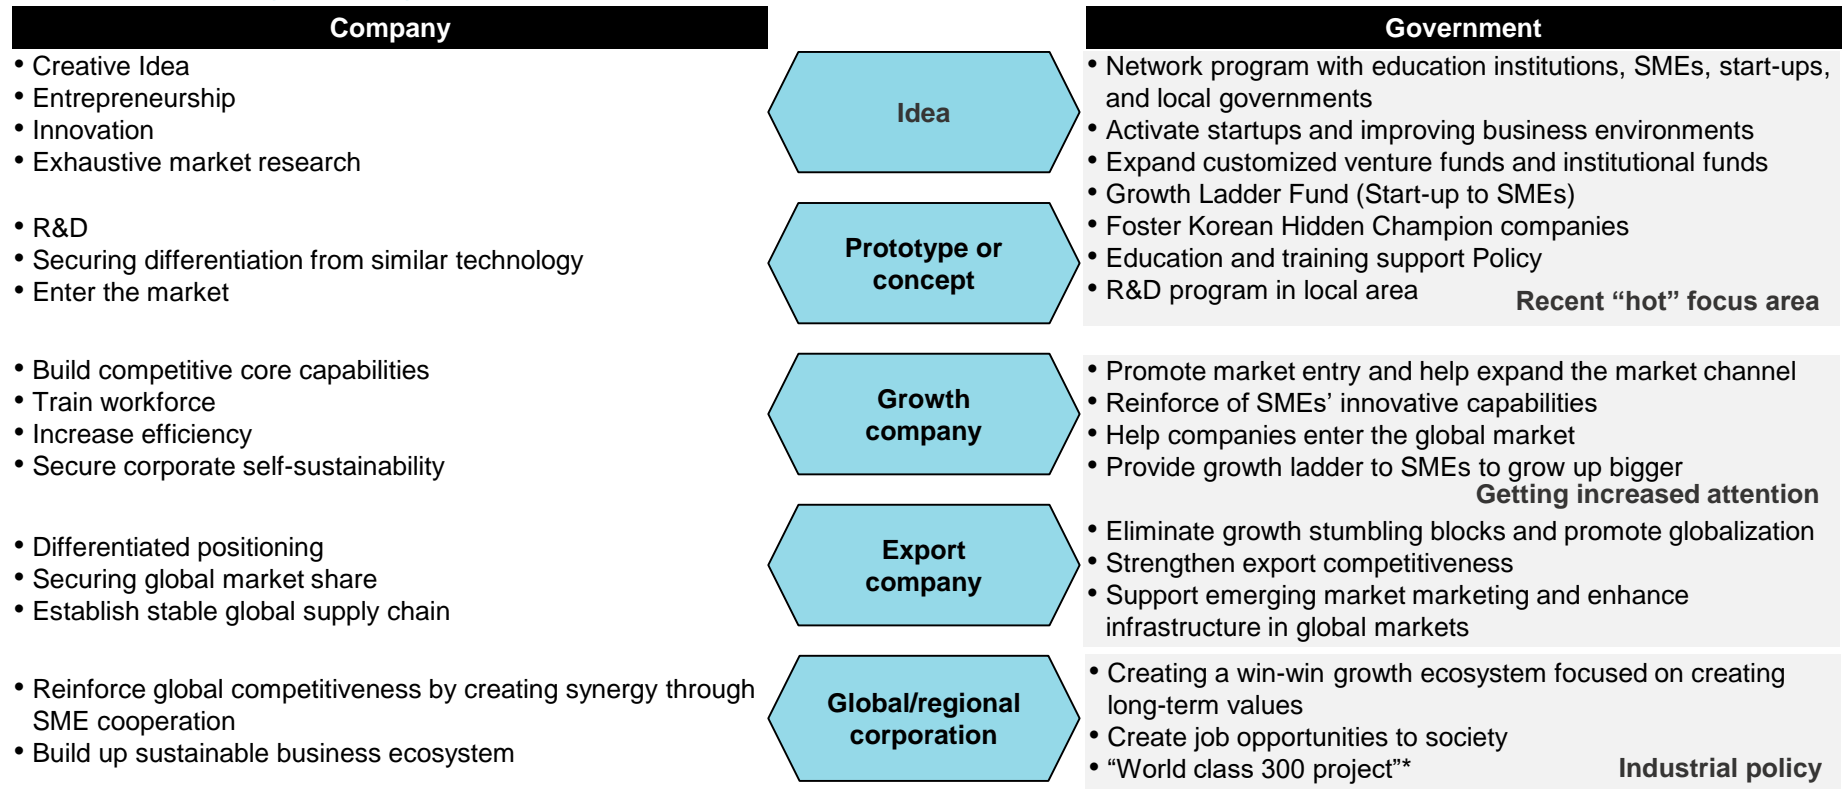 Company
• Creative Idea
• Entrepreneurship
• Innovation
• Exhaustive market research
• R&D
• Securing differentiation from similar technology
• Enter the market
• Build competitive core capabilities
• Train workforce
• Increase efficiency
• Secure corporate self-sustainability
• Differentiated positioning
• Securing global market share
• Establish stable global supply chain
• Reinforce global competitiveness by creating synergy through
SME cooperation
• Build up sustainable business ecosystem
Idea
Prototype or
concept
Growth
company
Export
company
Global/regional
corporation
Government
• Network program with education institutions, SMEs, start-ups,
and local governments
• Activate startups and improving business environments
• Expand customized venture funds and institutional funds
• Growth Ladder Fund (Start-up to SMEs)
• Foster Korean Hidden Champion companies
• Education and training support Policy
• R&D program in local area
Recent “hot” focus area
• Promote market entry and help expand the market channel
• Reinforce of SMEs’ innovative capabilities
• Help companies enter the global market
• Provide growth ladder to SMEs to grow up bigger
Getting increased attention
• Eliminate growth stumbling blocks and promote globalization
• Strengthen export competitiveness
• Support emerging market marketing and enhance
infrastructure in global markets
• Creating a win-win growth ecosystem focused on creating
long-term values
• Create job opportunities to society
• “World class 300 project”*
Industrial policy